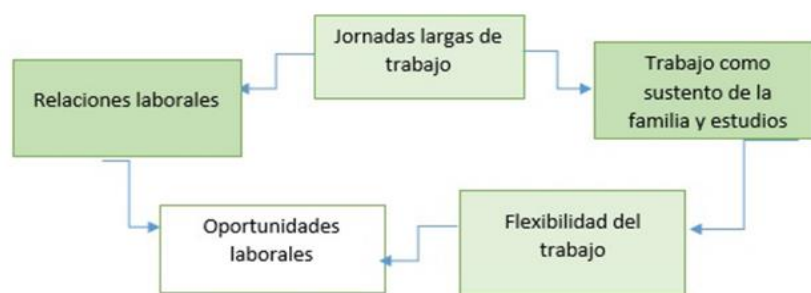 Jornadas largas de
trabajo
Relaciones laborales
Trabajo como
sustento de la
familia y estudios
Oportunidades
laborales
Flexibilidad del
trabajo